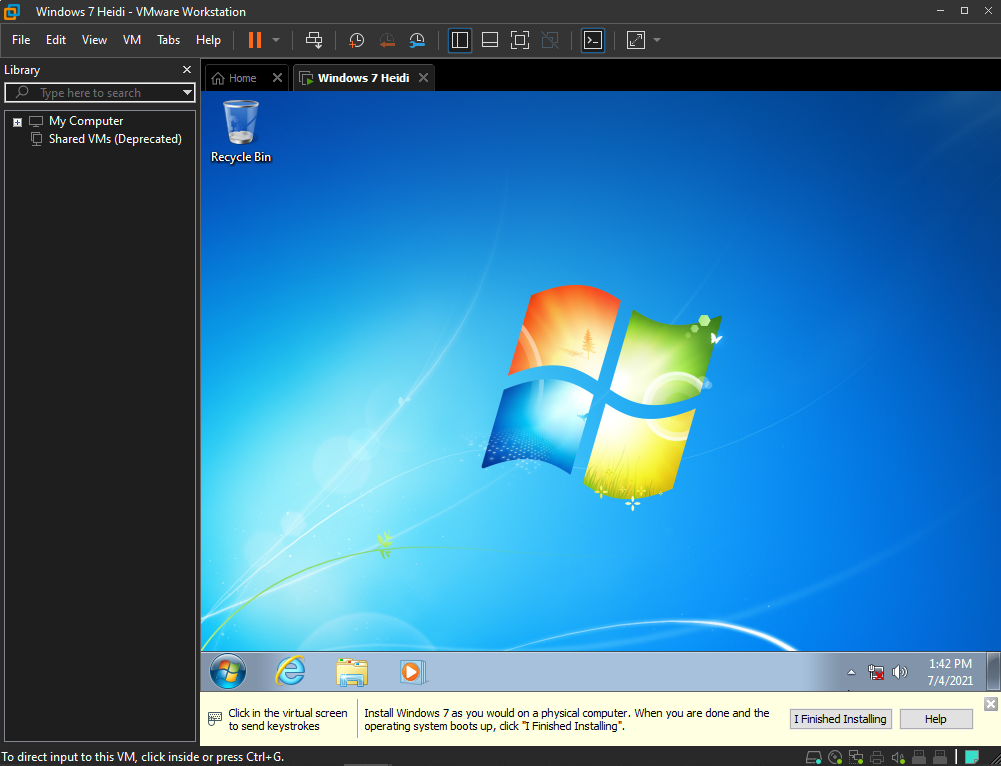 Windows 7 Heidi - VMware Workstation
File Edit View VM Tabs Help
Library
Type here to search
My Computer
Shared VMs (Deprecated)
Home
Windows 7 Heidi
Recycle Bin
1:42 PM
7/4/2021
Click in the virtual screen
to send keystrokes
Install Windows 7 as you would on a physical computer. When you are done and the
operating system boots up, click "I Finished Installing".
I Finished Installing
Help
To direct input to this VM, click inside or press Ctrl+G.